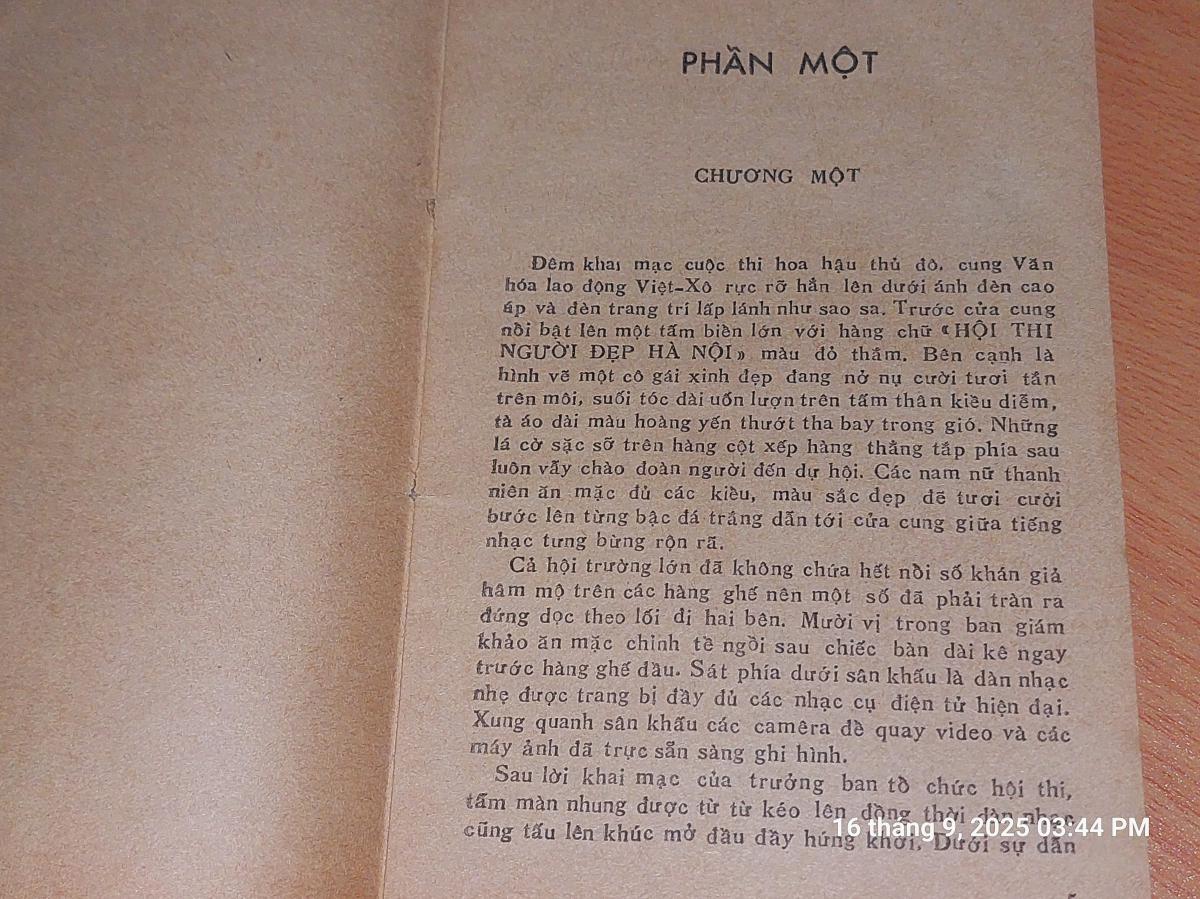 PHẦN MỘT
CHƯƠNG MỘT
Đêm khai mạc cuộc thi hoa hậu thủ đô, cung Văn
hóa lao động Việt-Xô rực rỡ hẳn lên dưới ánh đèn cao
áp và đèn trang trí lấp lánh như sao sa. Trước cửa cung
nổi bật lên một tấm biển lớn với hàng chữ «HỘI THI
NGƯỜI ĐẸP HÀ NỘI» màu đỏ thắm. Bên cạnh là
hình vẽ một cô gái xinh đẹp đang nở nụ cười tươi tắn
trên môi, suối tóc dài uốn lượn trên tấm thân kiều diễm,
tà áo dài màu hoàng yến thướt tha bay trong gió. Những
lá cờ sặc sỡ trên hàng cột xếp hàng thẳng tắp phía sau
luôn vẫy chào đoàn người đến dự hội. Các nam nữ thanh
niên ăn mặc đủ các kiểu, màu sắc đẹp đẽ tươi cười
bước lên từng bậc đá trắng dẫn tới cửa cung giữa tiếng
nhạc tưng bừng rộn rã.
Cả hội trường lớn đã không chứa hết nổi số khán giả
hâm mộ trên các hàng ghế nên một số đã phải tràn ra
đứng dọc theo lối đi hai bên. Mười vị trong ban giám
khảo ăn mặc chỉnh tề ngồi sau chiếc bàn dài kê ngay
trước hàng ghế đầu. Sát phía dưới sân khấu là dàn nhạc
nhẹ được trang bị đầy đủ các nhạc cụ điện tử hiện đại.
Xung quanh sân khấu các camêra để quay video và các
máy ảnh đã trực sẵn sàng ghi hình.
Sau lời khai mạc của trưởng ban tổ chức hội thi,
tấm màn nhung được từ từ kéo lên đồng thời dàn nhạc
cũng tấu lên khúc mở đầu đầy hứng khởi. Dưới sự dẫn
16 thang 9, 2025 03:44 PM